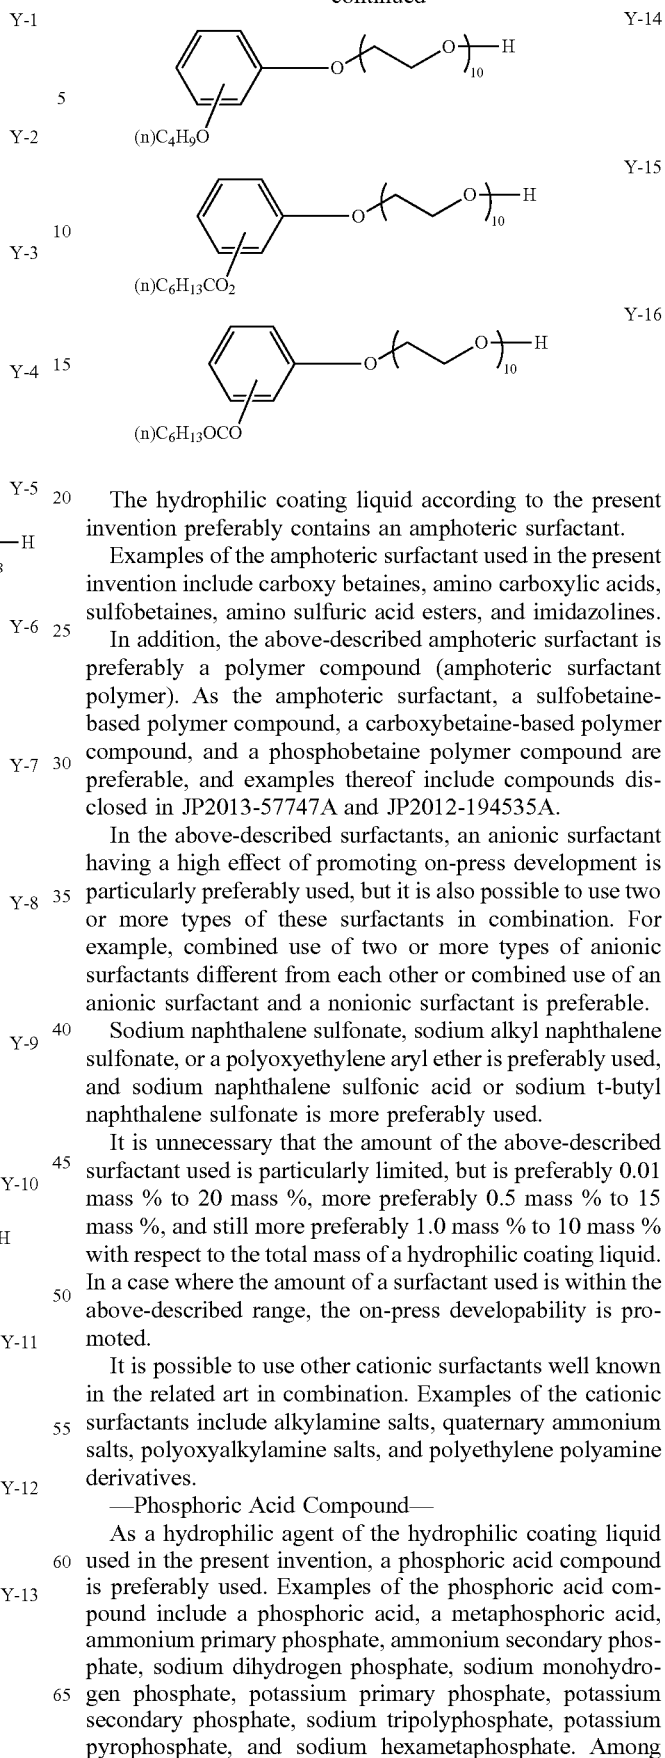 continued
Y-1
Y-14
O
O
H
10
5
Y-2
(n)C4H9O
Y-15
O
O
H
10
10
Y-3
(n)C6H13CO2
Y-16
O
O
H
10
15
Y-4
(n)C6H13OCO
Y-5
20
The hydrophilic coating liquid according to the present
invention preferably contains an amphoteric surfactant.
H
8
Examples of the amphoteric surfactant used in the present
invention include carboxy betaines, amino carboxylic acids,
sulfobetaines, amino sulfuric acid esters, and imidazolines.
Y-6
25
In addition, the above-described amphoteric surfactant is
preferably a polymer compound (amphoteric surfactant
polymer). As the amphoteric surfactant, a sulfobetaine-
based polymer compound, a carboxybetaine-based polymer
Y-7
30
compound, and a phosphobetaine polymer compound are
preferable, and examples thereof include compounds dis-
closed in JP2013-57747A and JP2012-194535A.
In the above-described surfactants, an anionic surfactant
having a high effect of promoting on-press development is
Y-8
35
particularly preferably used, but it is also possible to use two
or more types of these surfactants in combination. For
example, combined use of two or more types of anionic
surfactants different from each other or combined use of an
anionic surfactant and a nonionic surfactant is preferable.
Y-9
40
Sodium naphthalene sulfonate, sodium alkyl naphthalene
sulfonate, or a polyoxyethylene aryl ether is preferably used,
and sodium naphthalene sulfonic acid or sodium t-butyl
naphthalene sulfonate is more preferably used.
It is unnecessary that the amount of the above-described
45
Y-10
surfactant used is particularly limited, but is preferably 0.01
mass % to 20 mass %, more preferably 0.5 mass % to 15
H
mass %, and still more preferably 1.0 mass % to 10 mass %
with respect to the total mass of a hydrophilic coating liquid.
In a case where the amount of a surfactant used is within the
50
above-described range, the on-press developability is pro-
Y-11
moted.
It is possible to use other cationic surfactants well known
in the related art in combination. Examples of the cationic
55
surfactants include alkylamine salts, quaternary ammonium
salts, polyoxyalkylamine salts, and polyethylene polyamine
Y-12
derivatives.
—Phosphoric Acid Compound—
As a hydrophilic agent of the hydrophilic coating liquid
60
used in the present invention, a phosphoric acid compound
Y-13
is preferably used. Examples of the phosphoric acid com-
pound include a phosphoric acid, a metaphosphoric acid,
ammonium primary phosphate, ammonium secondary phos-
phate, sodium dihydrogen phosphate, sodium monohydro-
65
gen phosphate, potassium primary phosphate, potassium
secondary phosphate, sodium tripolyphosphate, potassium
pyrophosphate, and sodium hexametaphosphate. Among